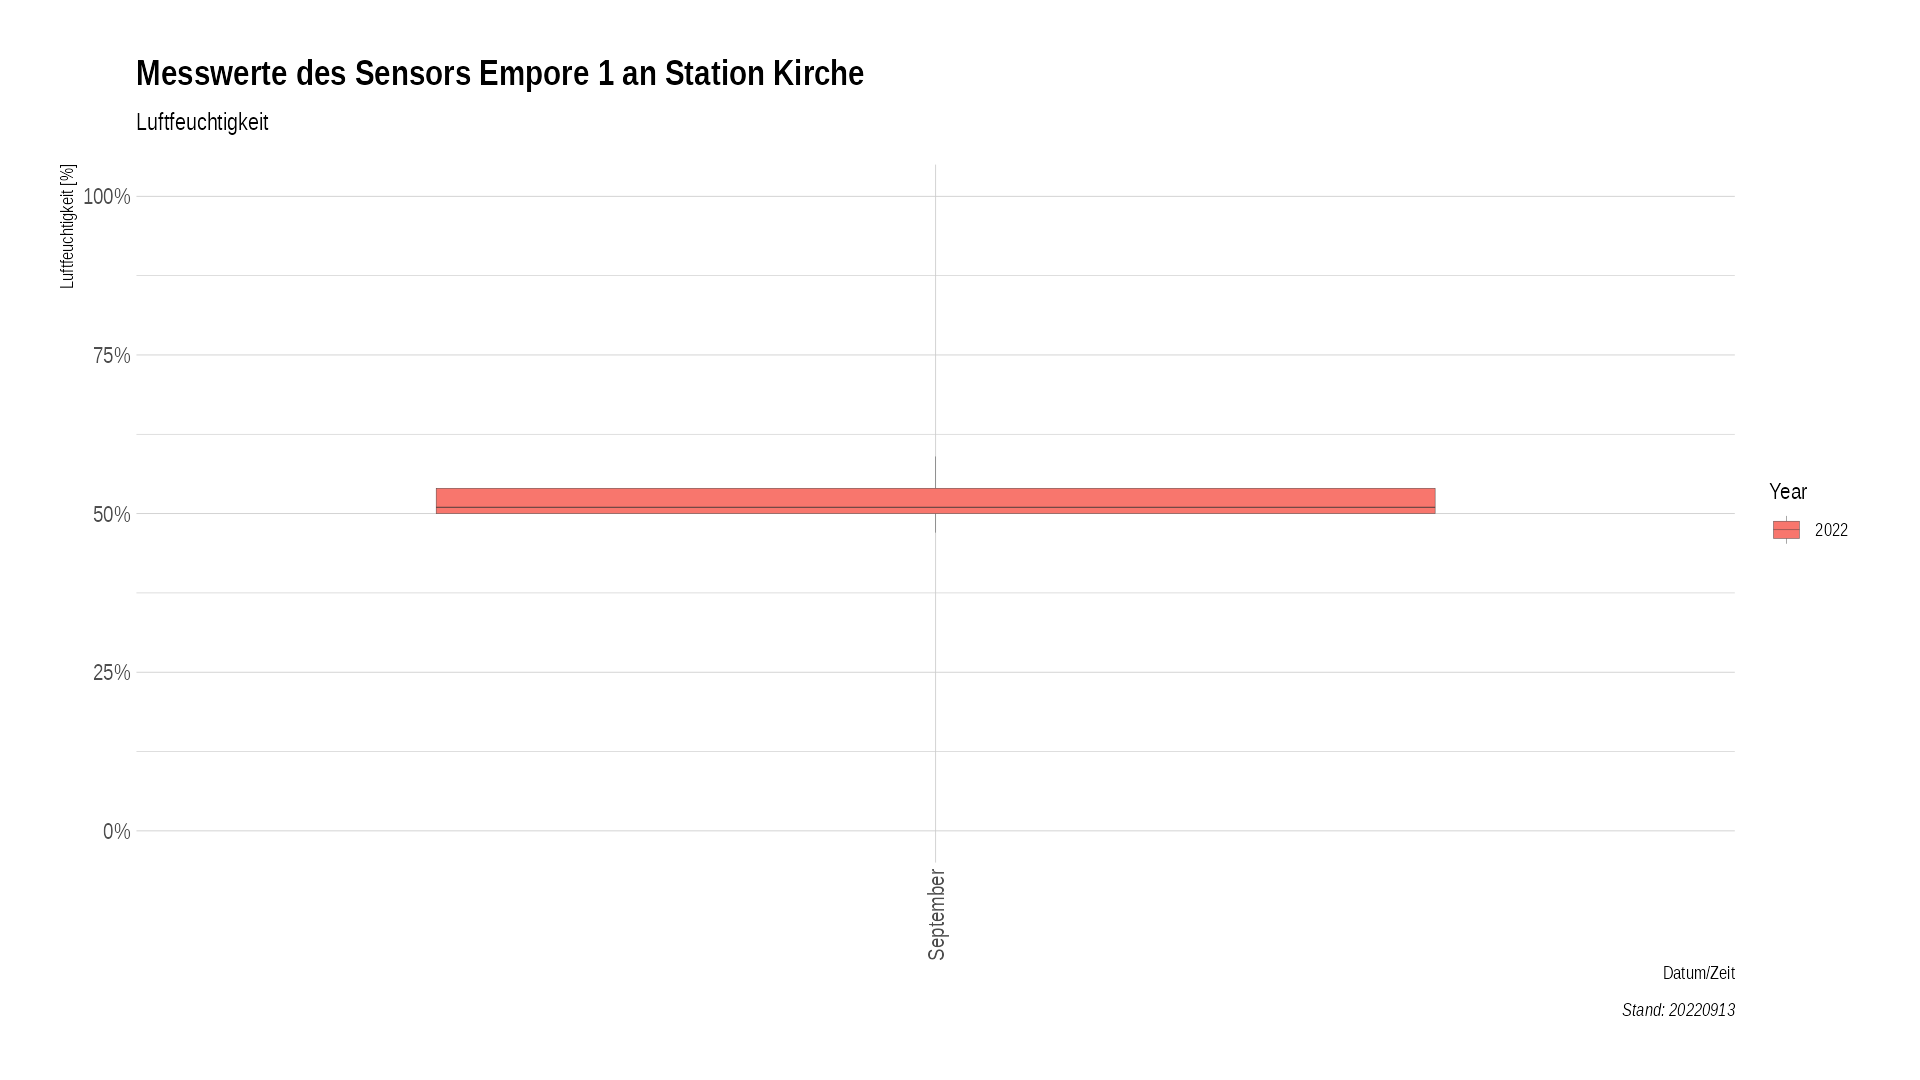 Messwerte des Sensors Empore 1 an Station Kirche
Luftfeuchtigkeit
Luftfeuchtigkeit [%]
100%
75%
50%
25%
0%
September
Datum/Zeit
Year
2022
Stand: 20220913